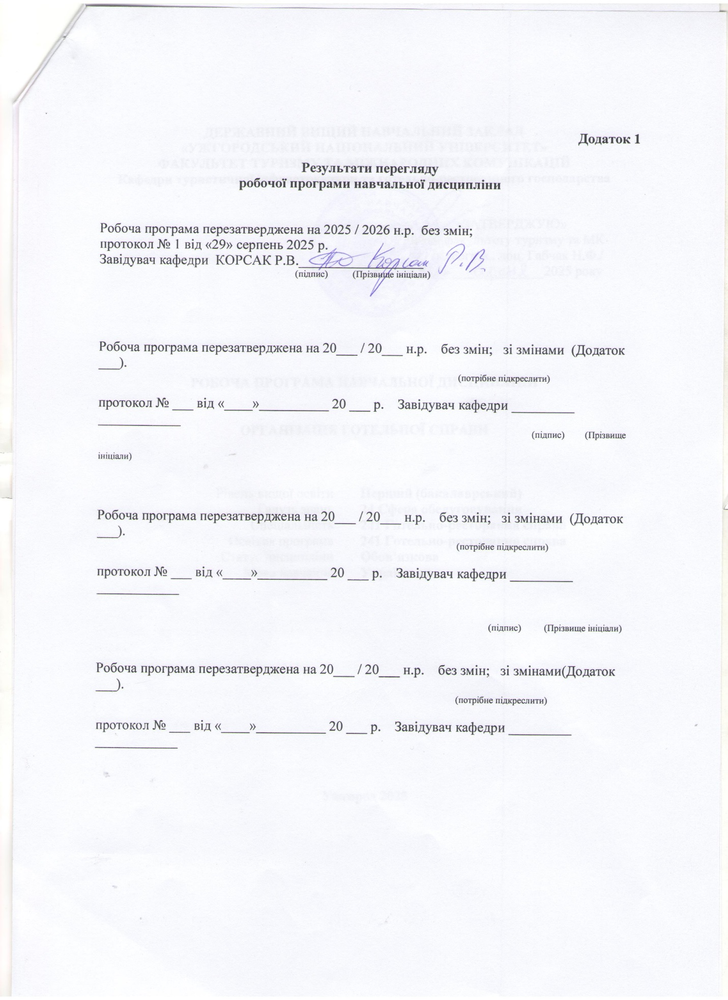 Додаток 1
Результати перегляду
робочої програми навчальної дисципліни
Робоча програма перезатверджена на 2025 / 2026 н.р. без змін;
протокол № 1 від «29» серпень 2025 р.
Завідувач кафедри КОРСАК Р.В.__________________ Корсак Р.В.
(підпис) (Прізвище ініціали)
Робоча програма перезатверджена на 20___ / 20___ н.р. без змін; зі змінами (Додаток
___).
(потрібне підкреслити)
протокол № ___ від «____»____________ 20 ___ р. Завідувач кафедри _________
____________
(підпис) (Прізвище
ініціали)
Робоча програма перезатверджена на 20___ / 20___ н.р. без змін; зі змінами (Додаток
___).
(потрібне підкреслити)
протокол № ___ від «____»____________ 20 ___ р. Завідувач кафедри _________
____________
(підпис) (Прізвище ініціали)
Робоча програма перезатверджена на 20___ / 20___ н.р. без змін; зі змінами(Додаток
___).
(потрібне підкреслити)
протокол № ___ від «____»__________ 20 ___ р. Завідувач кафедри _________
____________